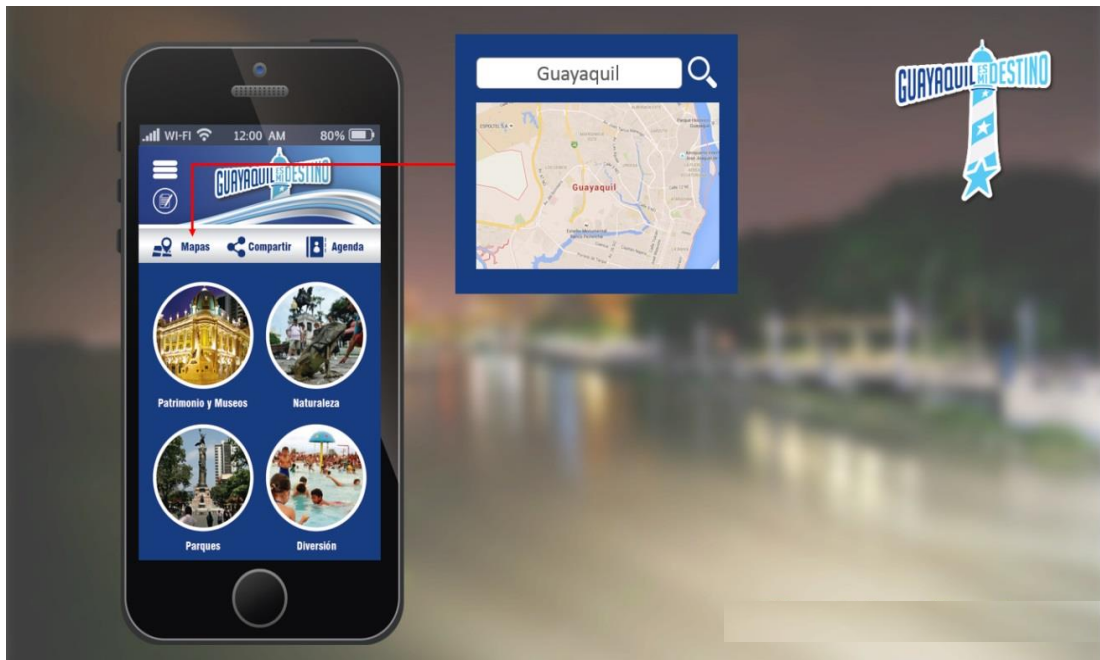 WI-FI 12:00 AM 80%
GUAYAQUIL ES MI DESTINO
Mapas Compartir Agenda
Patrimonio y Museos Naturaleza
Parques Diversión
Guayaquil
Guayaquil
GUAYAQUIL ES MI DESTINO